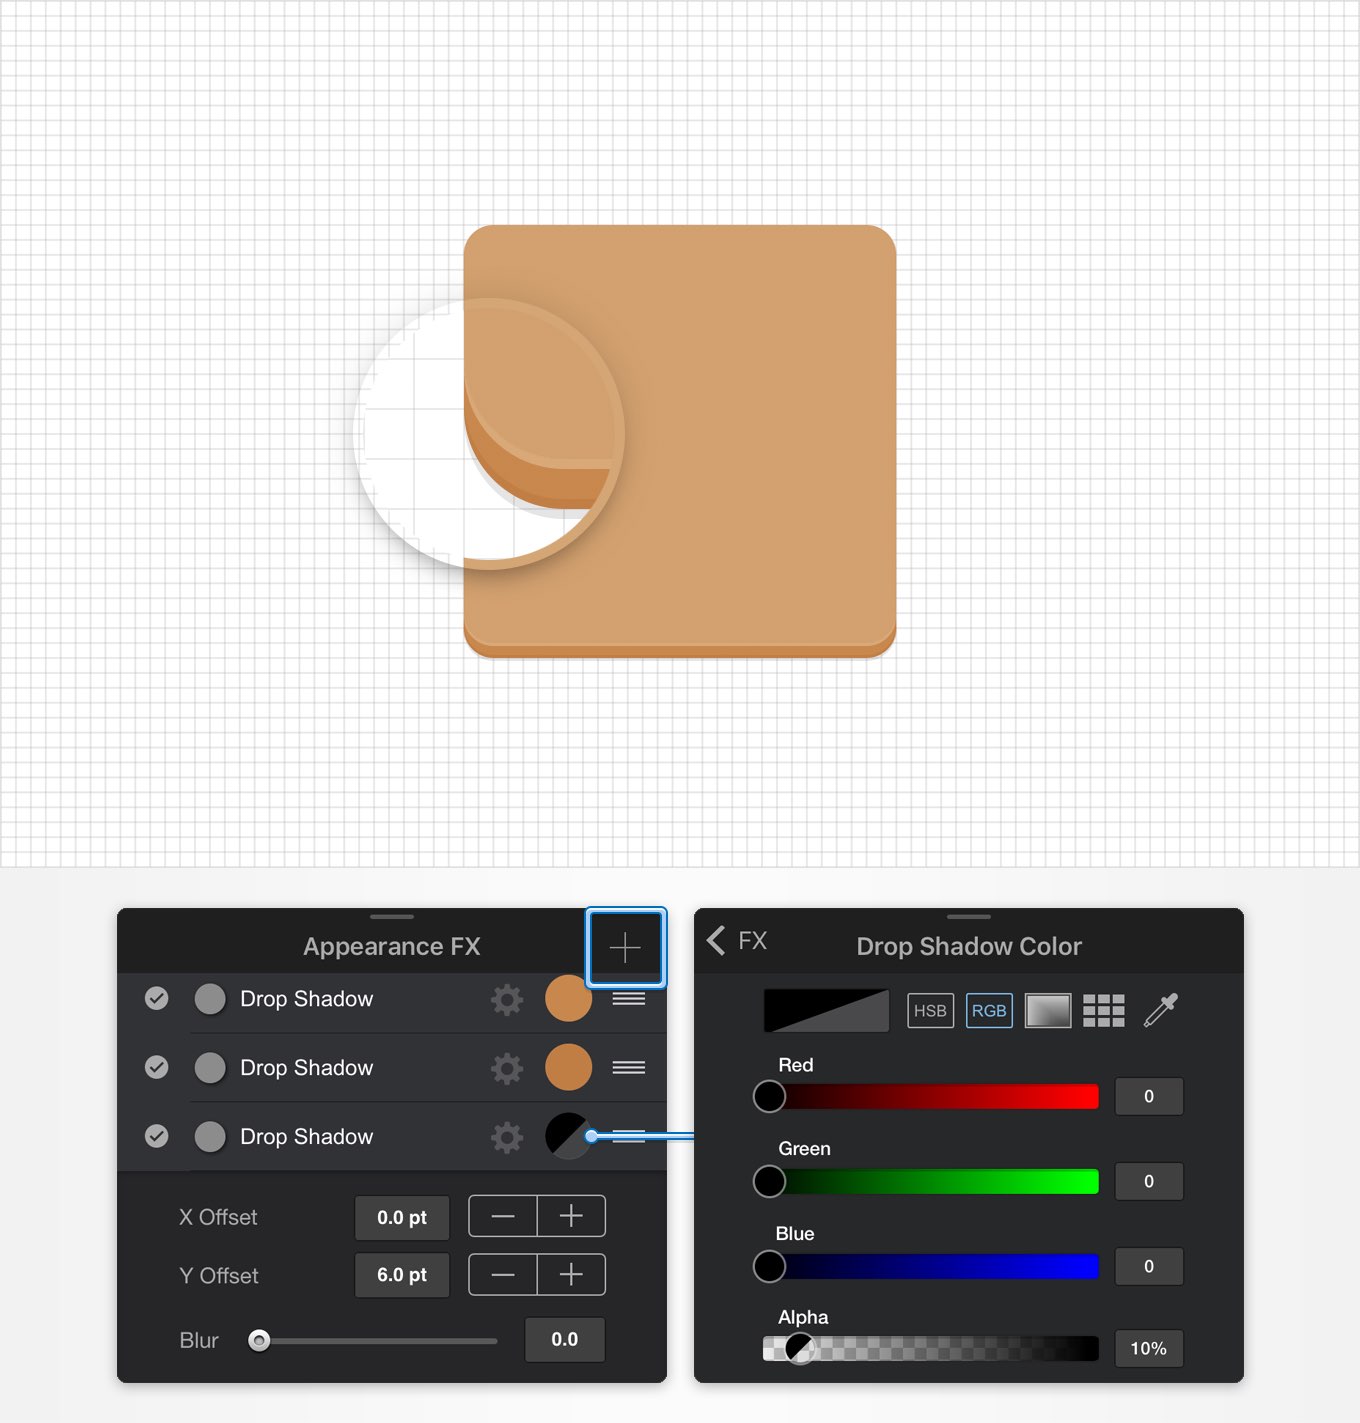 Appearance FX
Drop Shadow
Drop Shadow
Drop Shadow
X Offset 0.0 pt
Y Offset 6.0 pt
Blur 0.0
FX Drop Shadow Color
HSB RGB
Red
0
Green
0
Blue
0
Alpha
10%